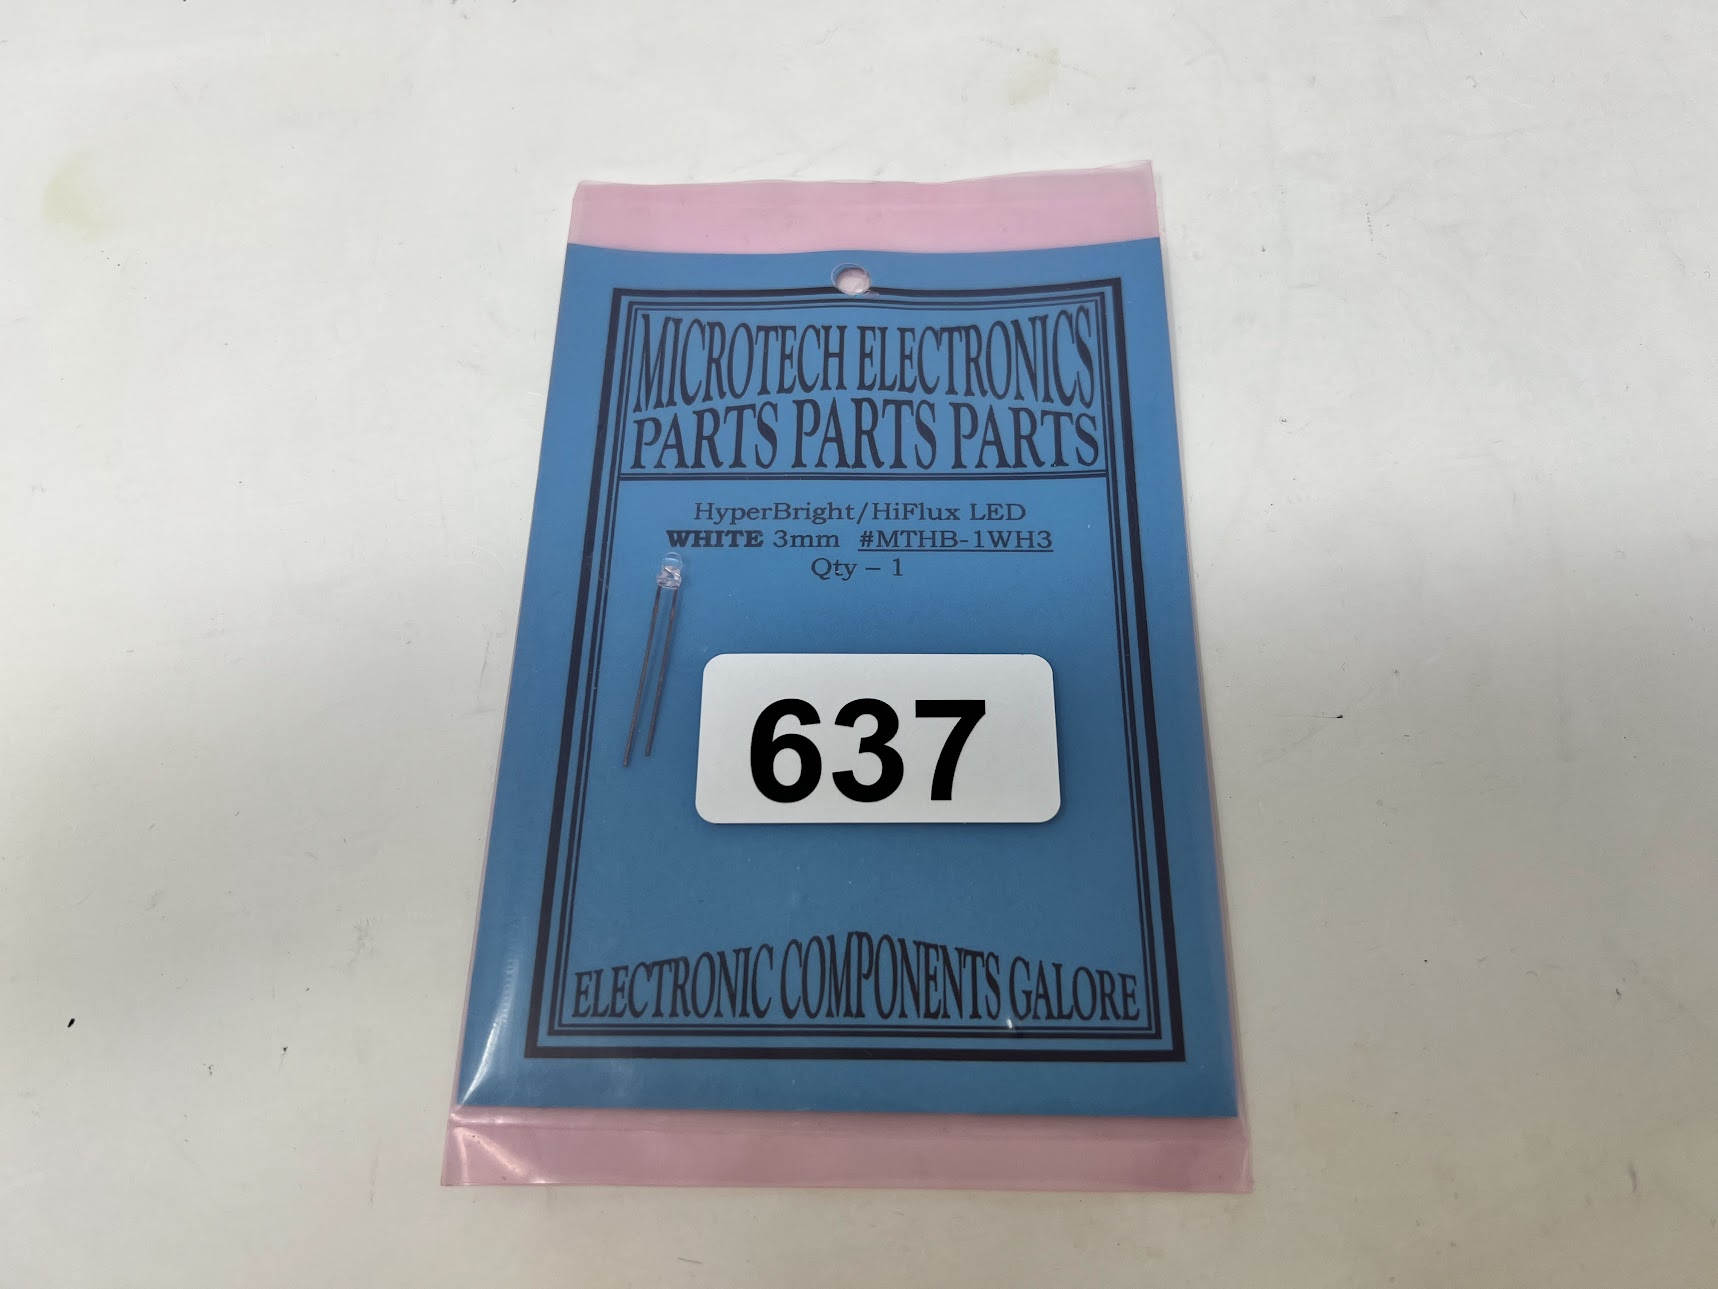 MICROTECH ELECTRONICS
PARTS PARTS PARTS
HyperBright/HiFlux LED
WHITE 3mm #MTHB-1WH3
Qty – 1
637
ELECTRONIC COMPONENTS GALORE